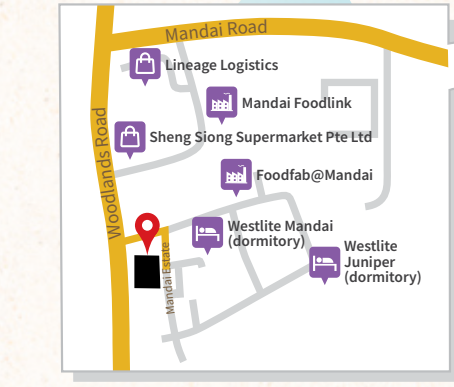 Mandai Road
Lineage Logistics
Mandai Foodlink
Woodlands Road
Sheng Siong Supermarket Pte Ltd
Foodfab@Mandai
Westlite Mandai
(dormitory)
Westlite
Juniper
(dormitory)
Mandai Estate